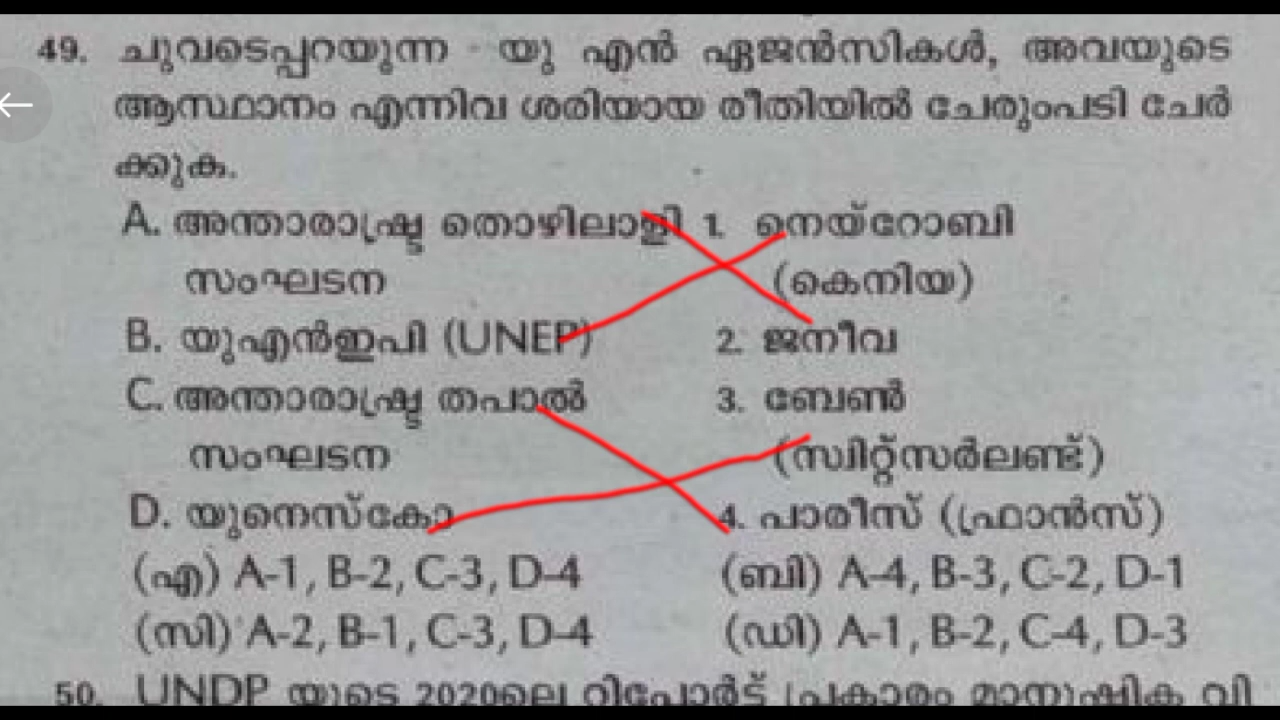 49. ചുവടെപ്പറയുന്ന യു എൻ ഏജൻസികൾ, അവയുടെ
ആസ്ഥാനം എന്നിവ ശരിയായ രീതിയിൽ ചേരുംപടി ചേർ
ക്കുക.
A. അന്താരാഷ്ട്ര തൊഴിലാളി 1. നെയ്റോബി
സംഘടന (കെനിയ)
B. യുഎൻഇപി (UNEP) 2. ജനീവ
C. അന്താരാഷ്ട്ര തപാൽ 3. ബേൺ
സംഘടന (സ്വിറ്റ്സർലണ്ട്)
D. യുനെസ്കോ 4. പാരീസ് (ഫ്രാൻസ്)
(എ) A-1, B-2, C-3, D-4 (ബി) A-4, B-3, C-2, D-1
(സി) A-2, B-1, C-3, D-4 (ഡി) A-1, B-2, C-4, D-3
50. UNDP യുടെ 2020ലെ റിപ്പോർട്ട് പ്രകാരം മാനുഷിക വി